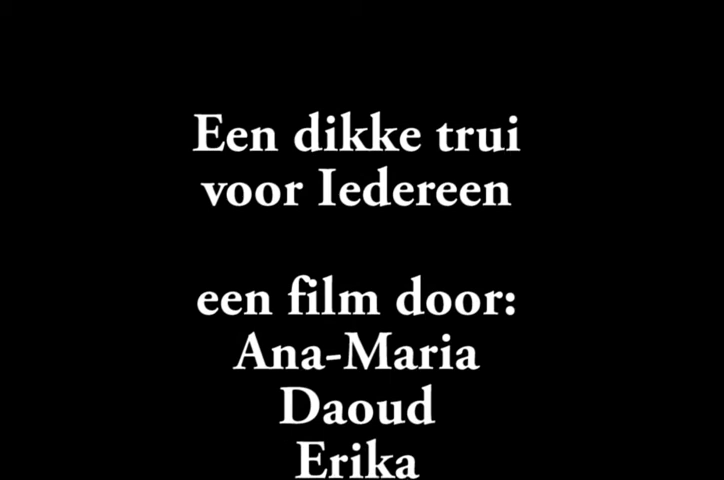 Een dikke trui
voor Iedereen
een film door:
Ana-Maria
Daoud
Erika